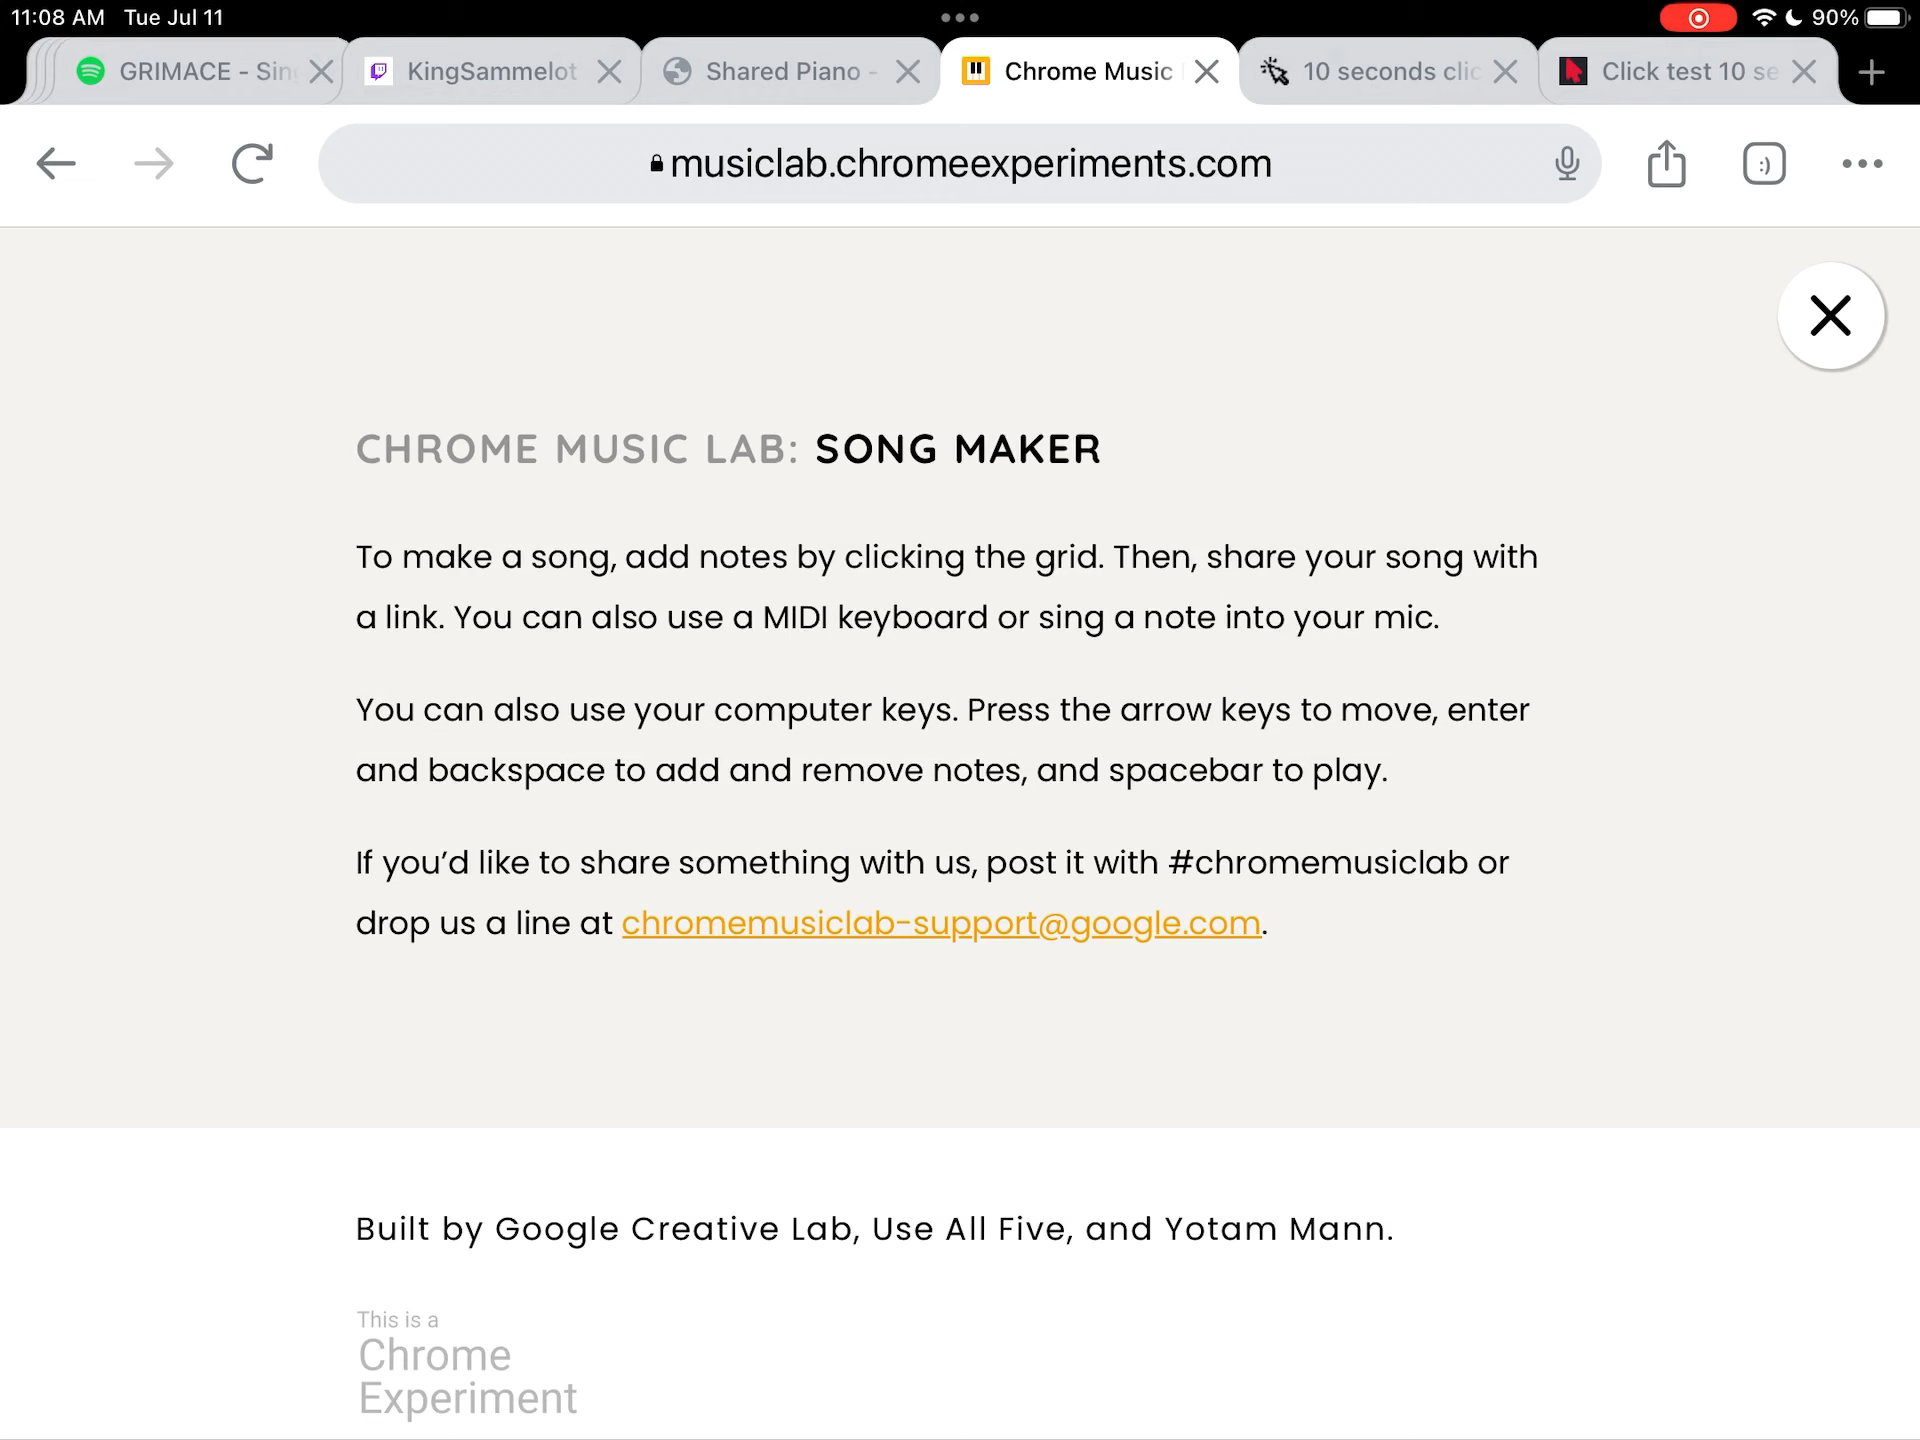 11:08 AM Tue Jul 11
90%
GRIMACE - Sin
KingSammelot
Shared Piano -
Chrome Music
10 seconds clic
Click test 10 se
musiclab.chromeexperiments.com
:)
CHROME MUSIC LAB: SONG MAKER
To make a song, add notes by clicking the grid. Then, share your song with
a link. You can also use a MIDI keyboard or sing a note into your mic.
You can also use your computer keys. Press the arrow keys to move, enter
and backspace to add and remove notes, and spacebar to play.
If you’d like to share something with us, post it with #chromemusiclab or
drop us a line at chromemusiclab-support@google.com.
Built by Google Creative Lab, Use All Five, and Yotam Mann.
This is a
Chrome
Experiment